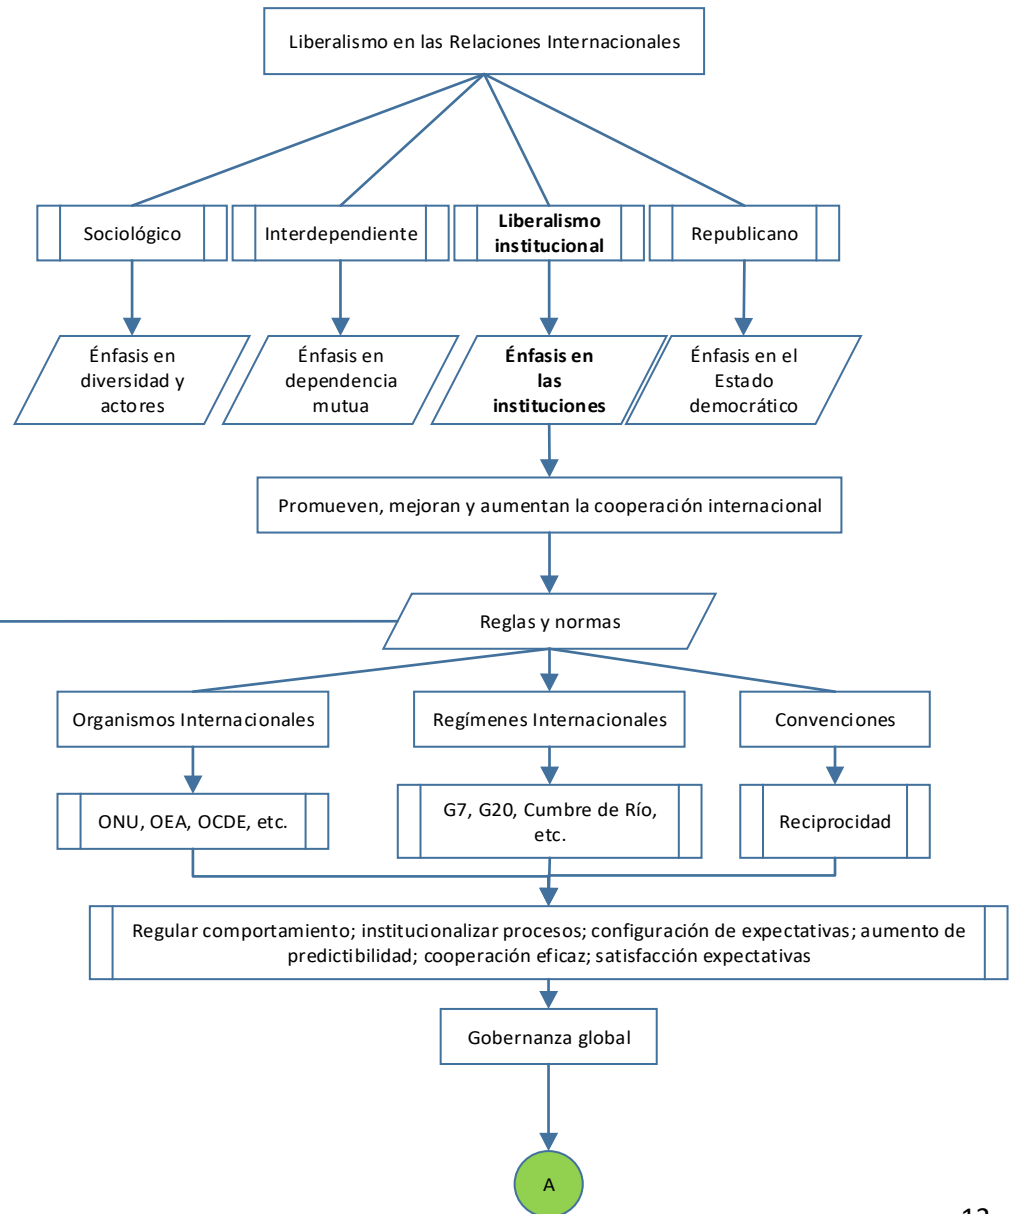 Liberalismo en las Relaciones Internacionales
Sociológico
Interdependiente
Liberalismo
institucional
Republicano
Énfasis en
diversidad y
actores
Énfasis en
dependencia
mutua
Énfasis en
las
instituciones
Énfasis en el
Estado
democrático
Promueven, mejoran y aumentan la cooperación internacional
Reglas y normas
Organismos Internacionales
Regímenes Internacionales
Convenciones
ONU, OEA, OCDE, etc.
G7, G20, Cumbre de Río,
etc.
Reciprocidad
Regular comportamiento; institucionalizar procesos; configuración de expectativas; aumento de
predictibilidad; cooperación eficaz; satisfacción expectativas
Gobernanza global
A